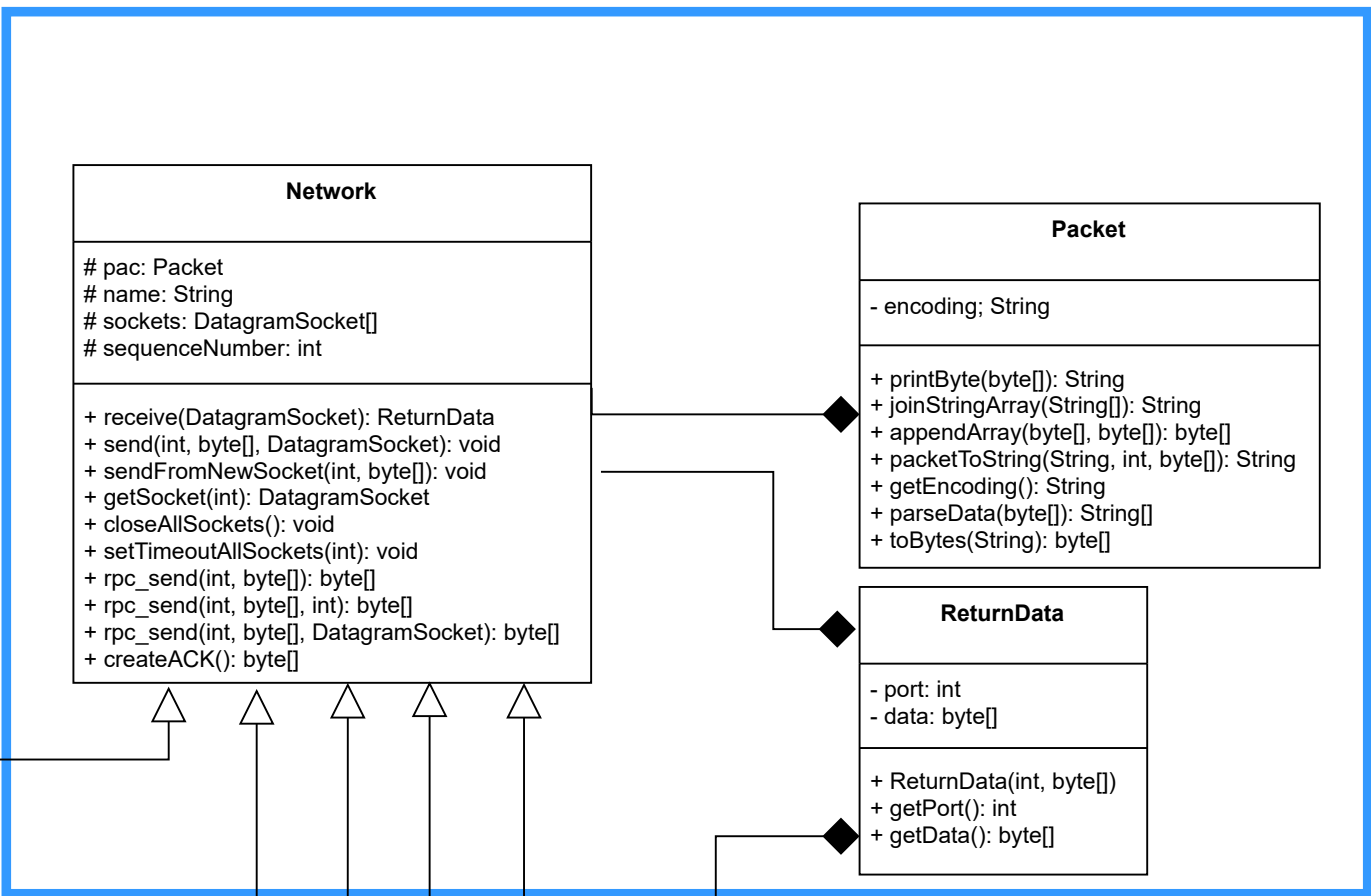 Network
# pac: Packet
# name: String
# sockets: DatagramSocket[]
# sequenceNumber: int
+ receive(DatagramSocket): ReturnData
+ send(int, byte[], DatagramSocket): void
+ sendFromNewSocket(int, byte[]): void
+ getSocket(int): DatagramSocket
+ closeAllSockets(): void
+ setTimeoutAllSockets(int): void
+ rpc_send(int, byte[]): byte[]
+ rpc_send(int, byte[], int): byte[]
+ rpc_send(int, byte[], DatagramSocket): byte[]
+ createACK(): byte[]
Packet
- encoding; String
+ printByte(byte[]): String
+ joinStringArray(String[]): String
+ appendArray(byte[], byte[]): byte[]
+ packetToString(String, int, byte[]): String
+ getEncoding(): String
+ parseData(byte[]): String[]
+ toBytes(String): byte[]
ReturnData
- port: int
- data: byte[]
+ ReturnData(int, byte[])
+ getPort(): int
+ getData(): byte[]